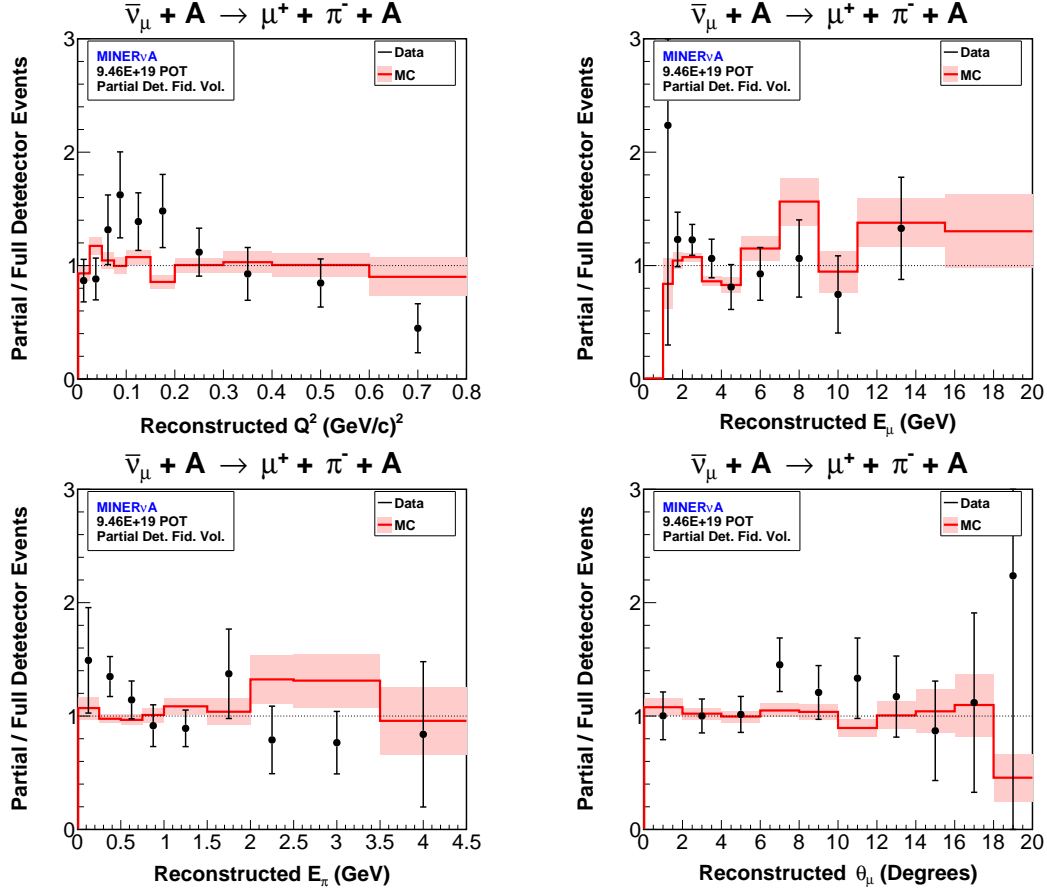 ν̅μ + A → μ+ + π- + A
Partial / Full Detetector Events
MINERνA
9.46E+19 POT
Partial Det. Fid. Vol.
Data
MC
3
2
1
0
0 0.1 0.2 0.3 0.4 0.5 0.6 0.7 0.8
Reconstructed Q2 (GeV/c)2
ν̅μ + A → μ+ + π- + A
Partial / Full Detetector Events
MINERνA
9.46E+19 POT
Partial Det. Fid. Vol.
Data
MC
3
2
1
0
0 2 4 6 8 10 12 14 16 18 20
Reconstructed Eμ (GeV)
ν̅μ + A → μ+ + π- + A
Partial / Full Detetector Events
MINERνA
9.46E+19 POT
Partial Det. Fid. Vol.
Data
MC
3
2
1
0
0 0.5 1 1.5 2 2.5 3 3.5 4 4.5
Reconstructed Eπ (GeV)
ν̅μ + A → μ+ + π- + A
Partial / Full Detetector Events
MINERνA
9.46E+19 POT
Partial Det. Fid. Vol.
Data
MC
3
2
1
0
0 2 4 6 8 10 12 14 16 18 20
Reconstructed θμ (Degrees)